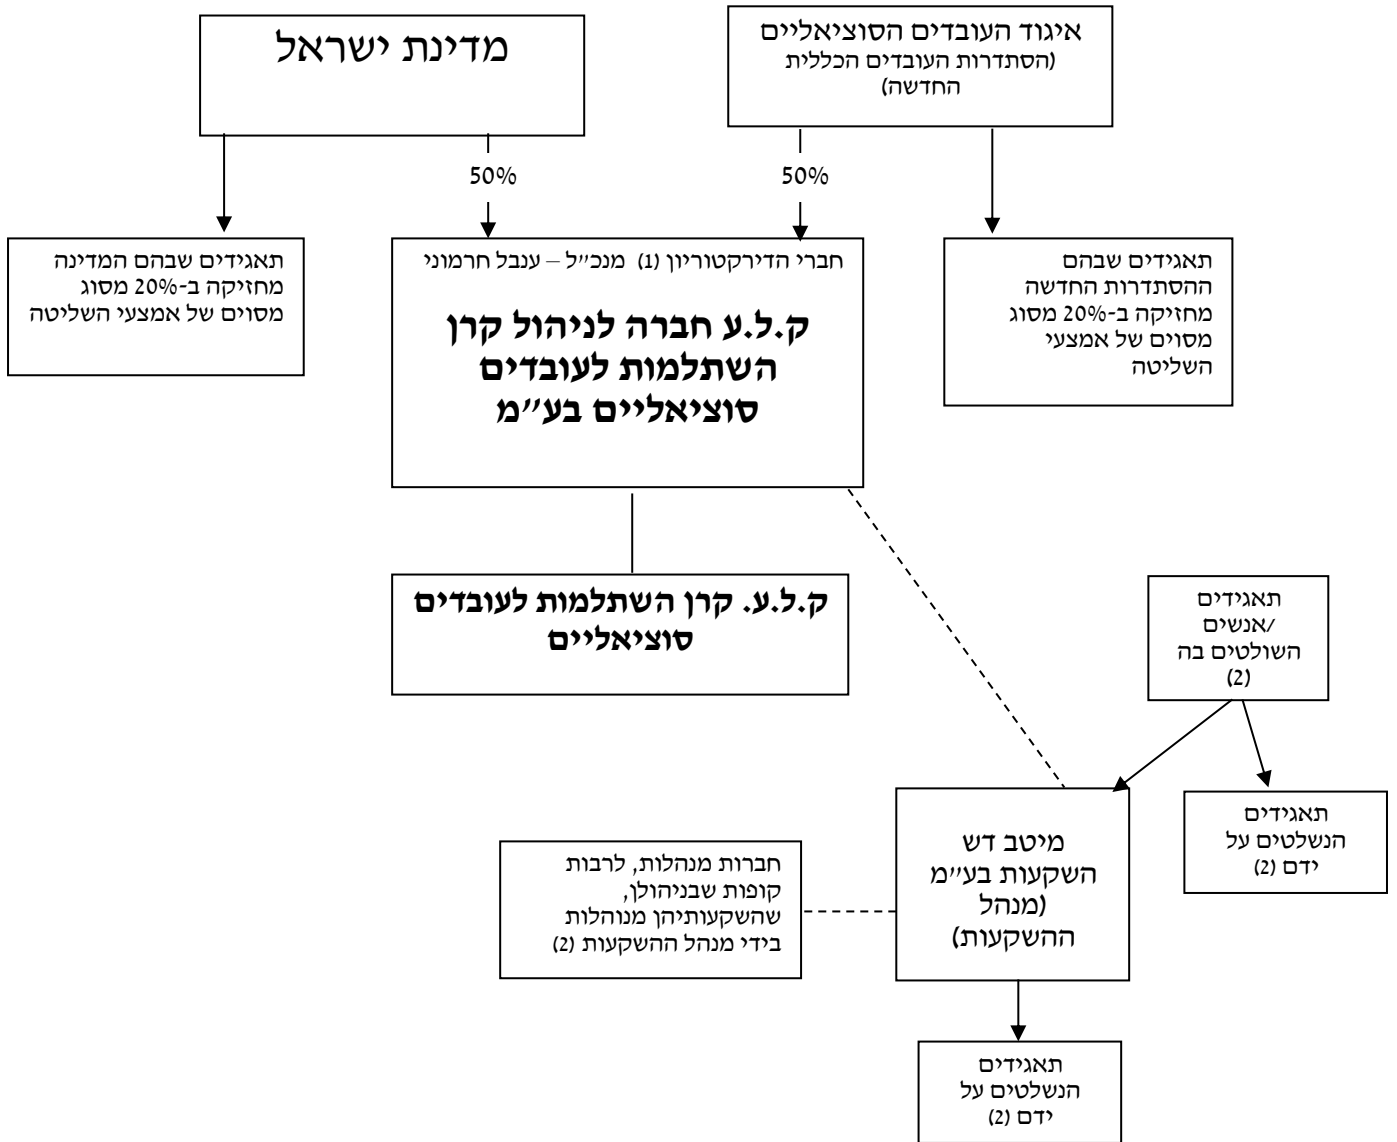 מדינת ישראל
איגוד העובדים הסוציאליים
(הסתדרות העובדים הכללית
החדשה)
50%
50%
תאגידים שבהם המדינה
מחזיקה ב-20% מסוג
מסוים של אמצעי השליטה
חברי הדירקטוריון (1) מנכ״ל – ענבל חרמוני
ק.ל.ע חברה לניהול קרן
השתלמות לעובדים
סוציאליים בע״מ
תאגידים שבהם
ההסתדרות החדשה
מחזיקה ב-20% מסוג
מסוים של אמצעי
השליטה
ק.ל.ע. קרן השתלמות לעובדים
סוציאליים
תאגידים
/אנשים
השולטים בה
(2)
תאגידים
הנשלטים על
ידם (2)
מיטב דש
השקעות בע״מ
(מנהל
ההשקעות)
חברות מנהלות, לרבות
קופות שבניהולן,
שהשקעותיהן מנוהלות
בידי מנהל ההשקעות (2)
תאגידים
הנשלטים על
ידם (2)